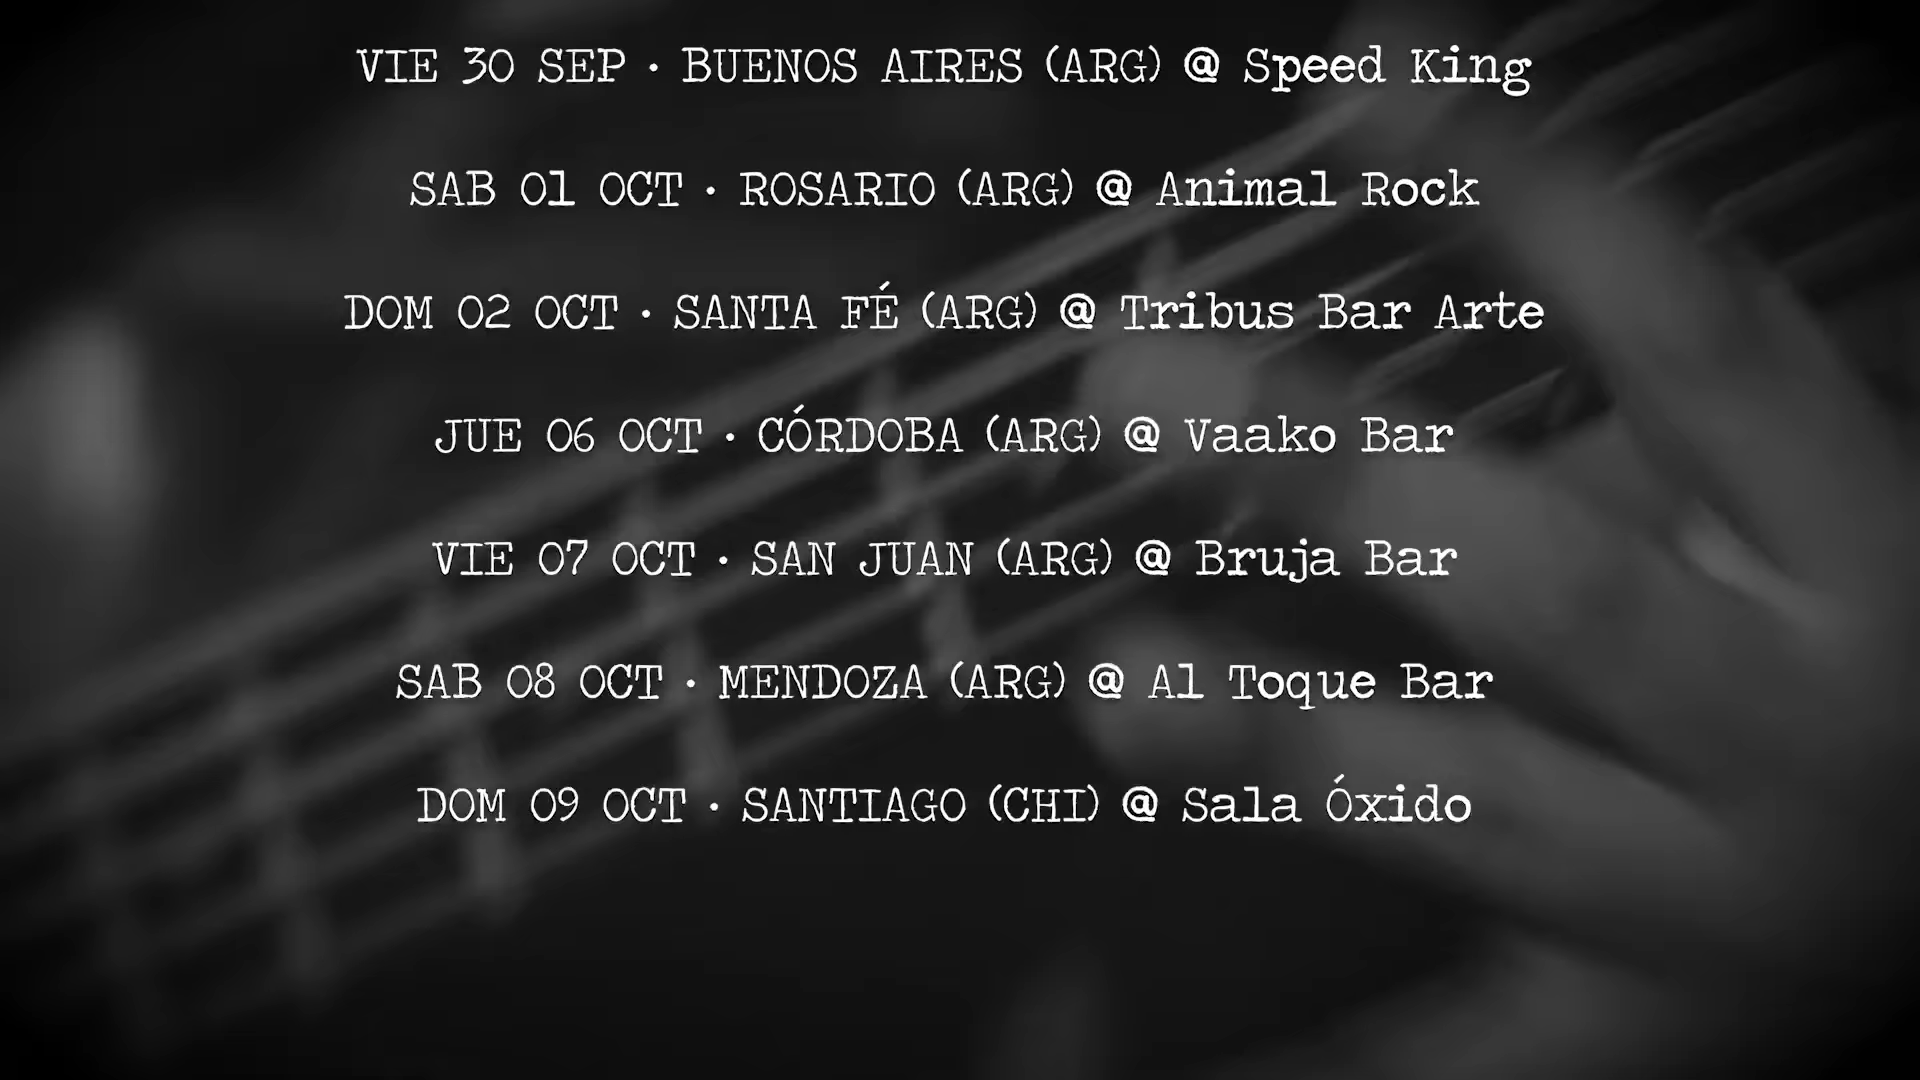 VIE 30 SEP · BUENOS AIRES (ARG) @ Speed King
SAB 01 OCT · ROSARIO (ARG) @ Animal Rock
DOM 02 OCT · SANTA FÉ (ARG) @ Tribus Bar Arte
JUE 06 OCT · CÓRDOBA (ARG) @ Vaako Bar
VIE 07 OCT · SAN JUAN (ARG) @ Bruja Bar
SAB 08 OCT · MENDOZA (ARG) @ Al Toque Bar
DOM 09 OCT · SANTIAGO (CHI) @ Sala Óxido